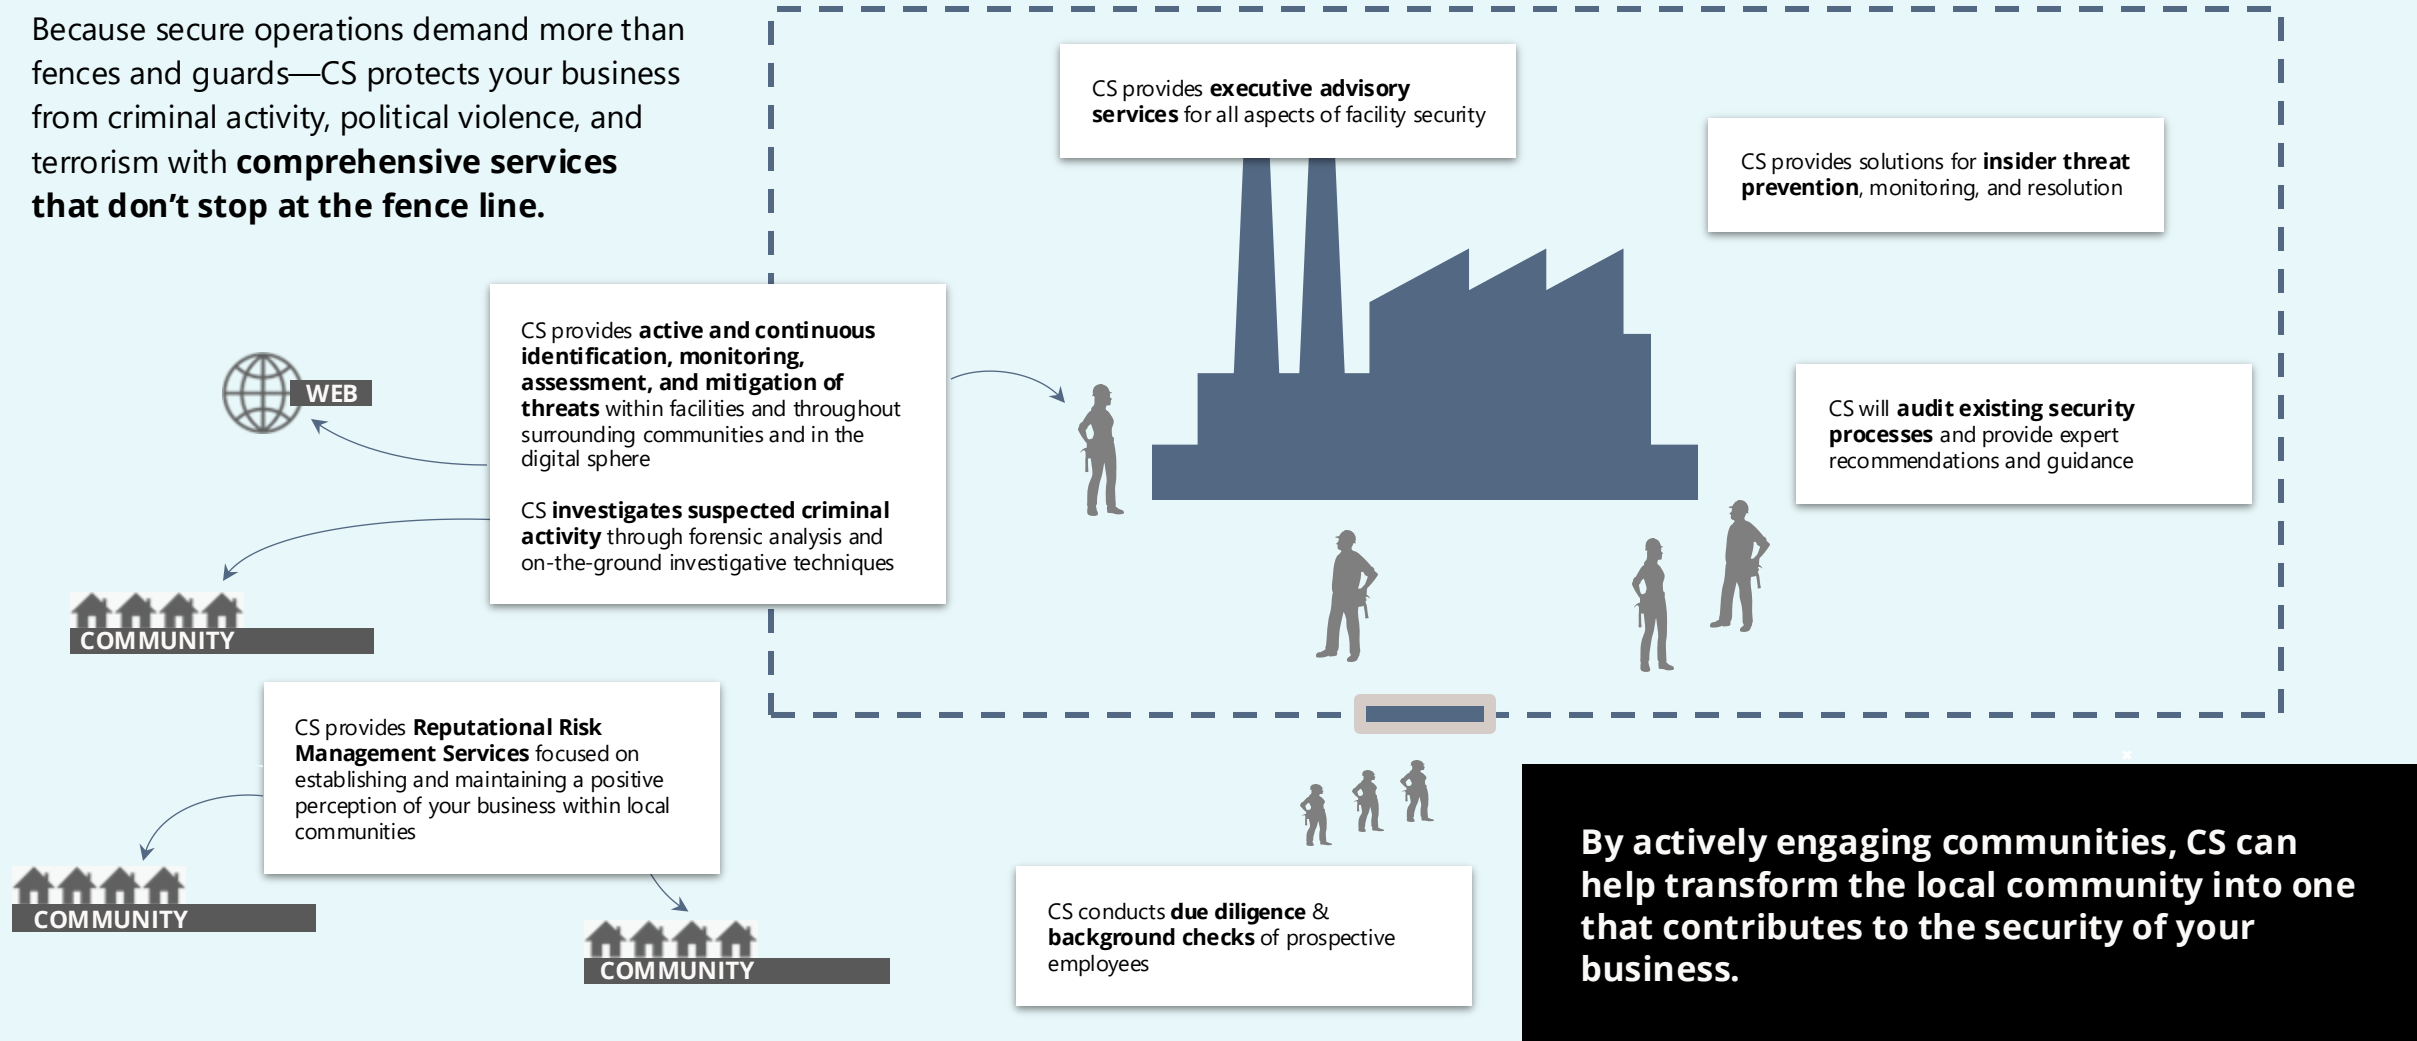 Because secure operations demand more than
fences and guards—CS protects your business
from criminal activity, political violence, and
terrorism with comprehensive services
that don’t stop at the fence line.
CS provides executive advisory
services for all aspects of facility security
CS provides solutions for insider threat
prevention, monitoring, and resolution
CS provides active and continuous
identification, monitoring,
assessment, and mitigation of
threats within facilities and throughout
surrounding communities and in the
digital sphere
CS investigates suspected criminal
activity through forensic analysis and
on-the-ground investigative techniques
WEB
CS will audit existing security
processes and provide expert
recommendations and guidance
COMMUNITY
CS provides Reputational Risk
Management Services focused on
establishing and maintaining a positive
perception of your business within local
communities
COMMUNITY
COMMUNITY
CS conducts due diligence &
background checks of prospective
employees
By actively engaging communities, CS can
help transform the local community into one
that contributes to the security of your
business.